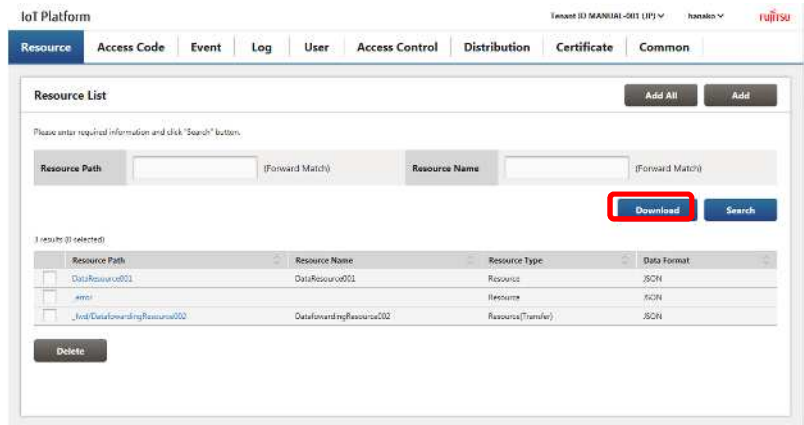 IoT Platform
Tenant ID MANUAL-001 (JP) hanako FUJITSU
Resource Access Code Event Log User Access Control Distribution Certificate Common
Resource List Add All Add
Please enter required information and click "Search" button.
Resource Path (Forward Match) Resource Name (Forward Match)
Download Search
3 results (0 selected)
Resource Path Resource Name Resource Type Data Format
DataResource001 DataResource001 Resource JSON
_error Resource JSON
_fwd/DatafowardingResource002 DatafowardingResource002 Resource(Transfer) JSON
Delete